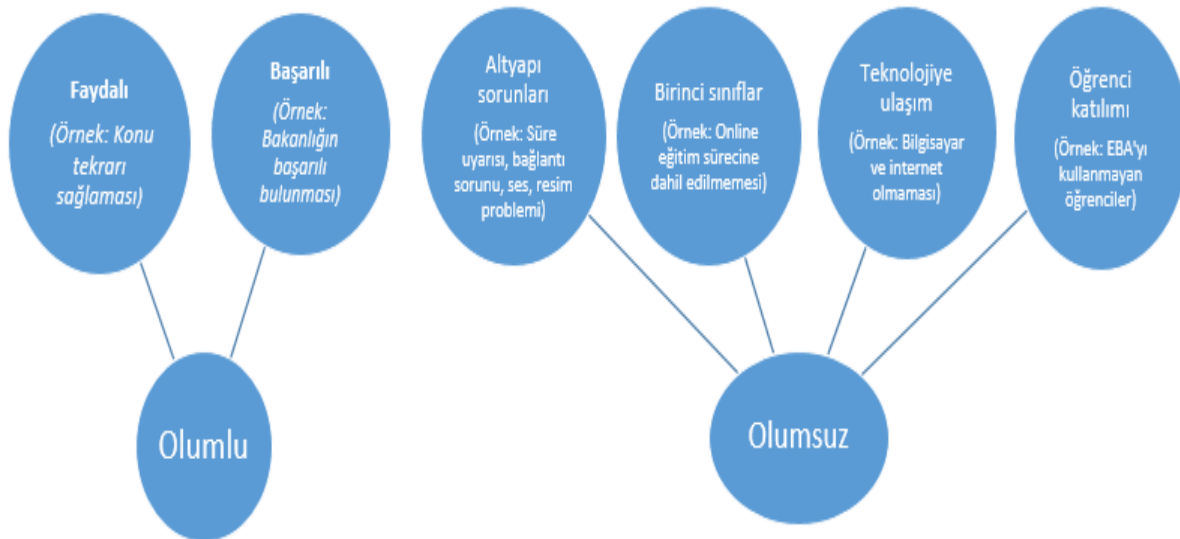 Faydalı
(Örnek: Konu
tekrarı
sağlaması)
Başarılı
(Örnek:
Bakanlığın
başarılı
bulunması)
Altyapı
sorunları
(Örnek: Süre
uyarısı, bağlantı
sorunu, ses, resim
problemi)
Birinci sınıflar
(Örnek: Online
eğitim sürecine
dahil edilmemesi)
Teknolojiye
ulaşım
(Örnek: Bilgisayar
ve internet
olmaması)
Öğrenci
katılımı
(Örnek: EBA'yı
kullanmayan
öğrenciler)
Olumlu
Olumsuz